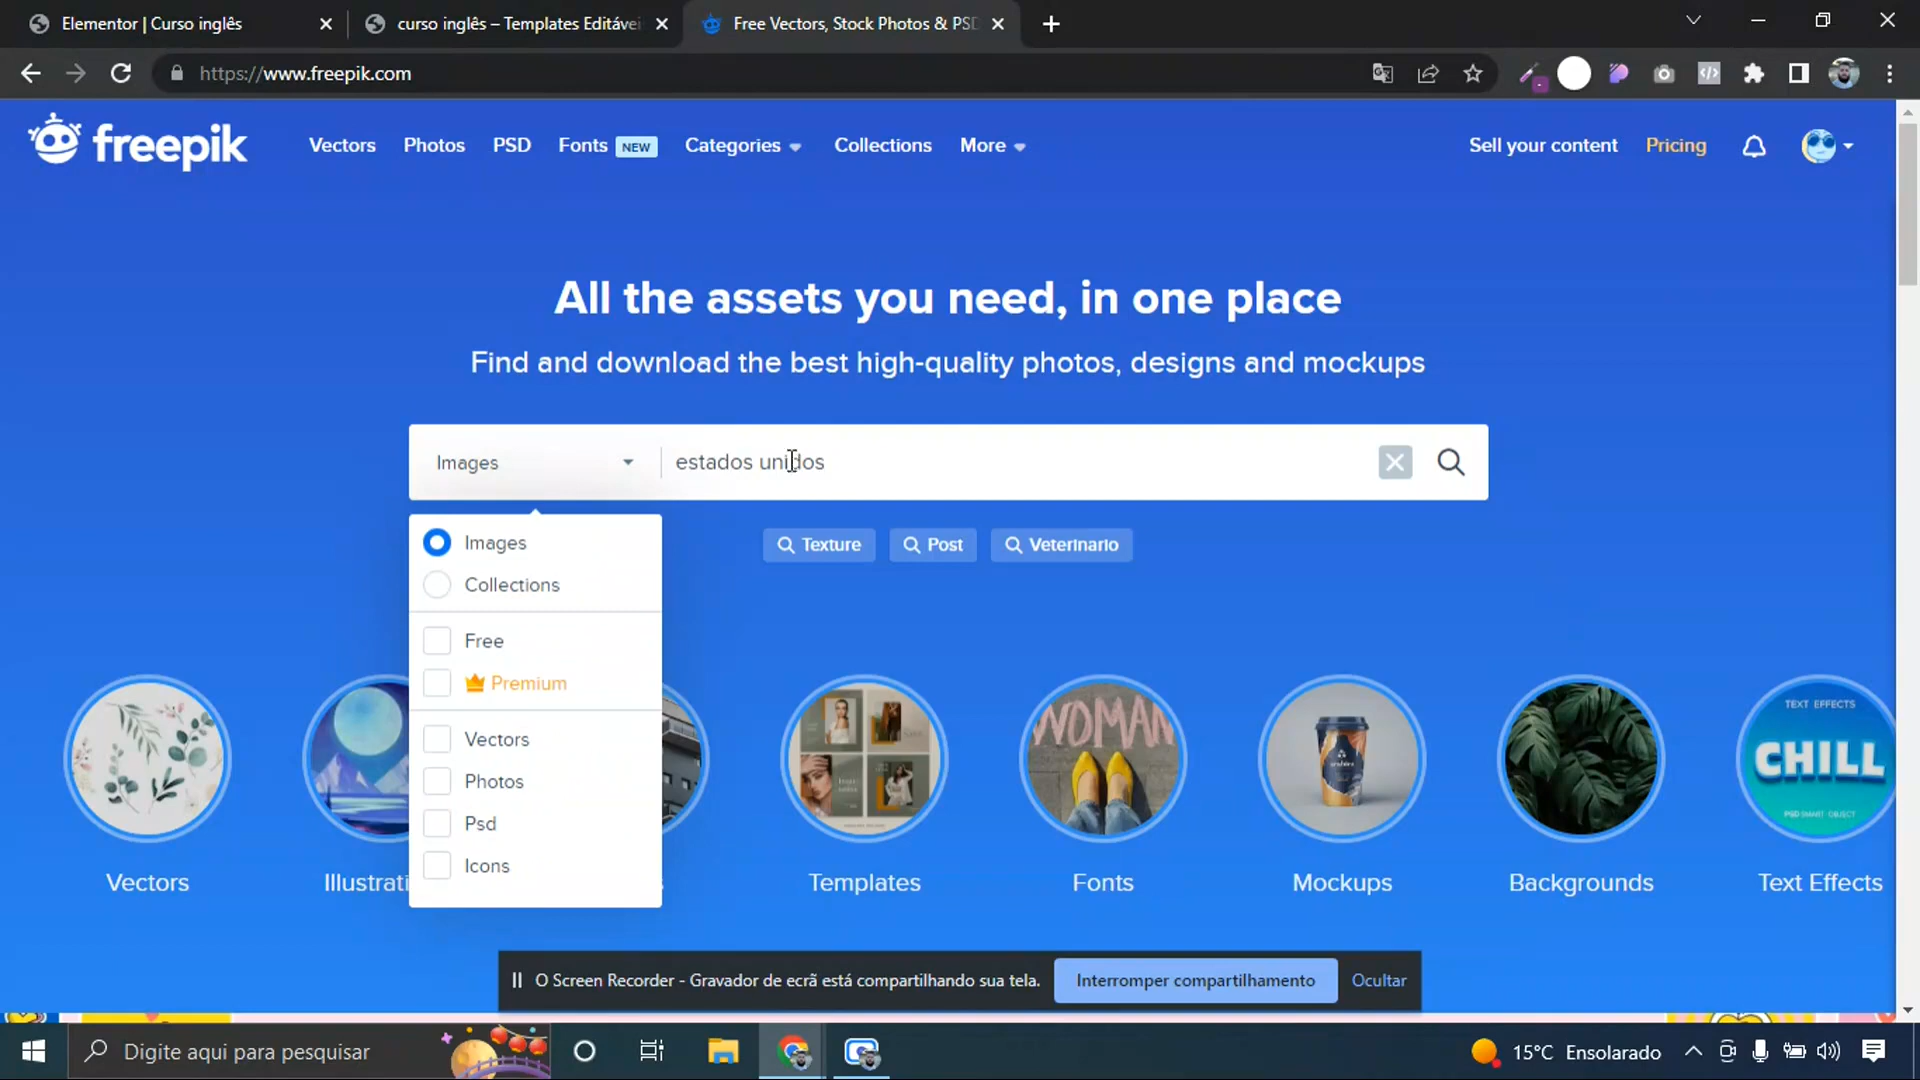 Elementor | Curso inglês
curso inglês – Templates Editávei
Free Vectors, Stock Photos & PSD
https://www.freepik.com
freepik
Vectors
Photos
PSD
Fonts NEW
Categories
Collections
More
Sell your content
Pricing
All the assets you need, in one place
Find and download the best high-quality photos, designs and mockups
Images
estados unidos
Texture
Post
Veterinario
Images
Collections
Free
Premium
Vectors
Photos
Psd
Icons
WOMAN
TEXT EFFECTS
CHILL
PSD SMART OBJECT
Vectors
Illustrati
s
Templates
Fonts
Mockups
Backgrounds
Text Effects
O Screen Recorder - Gravador de ecrã está compartilhando sua tela.
Interromper compartilhamento
Ocultar
Digite aqui para pesquisar
15°C Ensolarado